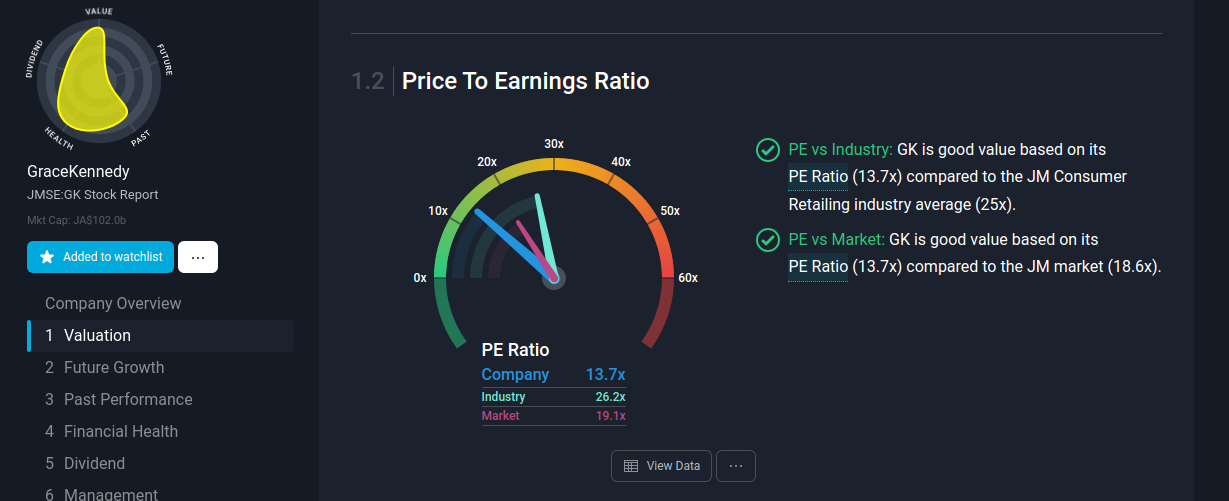 VALUE
FUTURE
PAST
HEALTH
DIVIDEND
GraceKennedy
JMSE:GK Stock Report
Mkt Cap: JA$102.0b
Added to watchlist
...
Company Overview
1 Valuation
2 Future Growth
3 Past Performance
4 Financial Health
5 Dividend
6 Management
1.2 Price To Earnings Ratio
0x
10x
20x
30x
40x
50x
60x
PE Ratio
Company 13.7x
Industry 26.2x
Market 19.1x
PE vs Industry: GK is good value based on its
PE Ratio (13.7x) compared to the JM Consumer
Retailing industry average (25x).
PE vs Market: GK is good value based on its
PE Ratio (13.7x) compared to the JM market (18.6x).
View Data
...